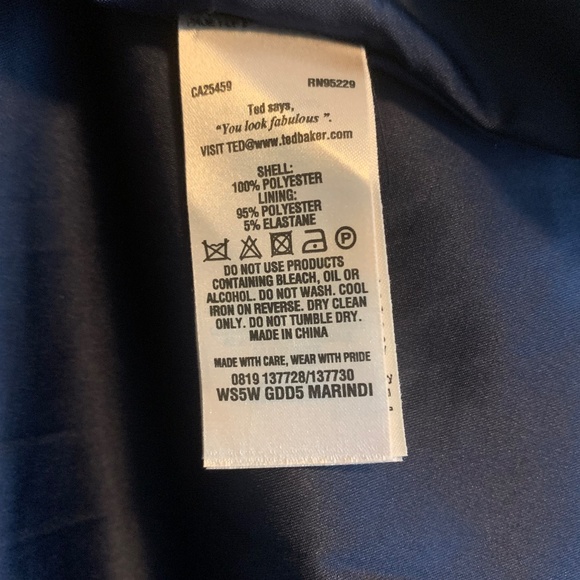 CA25459 RN95229
Ted says,
"You look fabulous".
VISIT TED@www.tedbaker.com
SHELL:
100% POLYESTER
LINING:
95% POLYESTER
5% ELASTANE
P
DO NOT USE PRODUCTS
CONTAINING BLEACH, OIL OR
ALCOHOL. DO NOT WASH. COOL
IRON ON REVERSE. DRY CLEAN
ONLY. DO NOT TUMBLE DRY.
MADE IN CHINA
MADE WITH CARE, WEAR WITH PRIDE
0819 137728/137730
WS5W GDD5 MARINDI